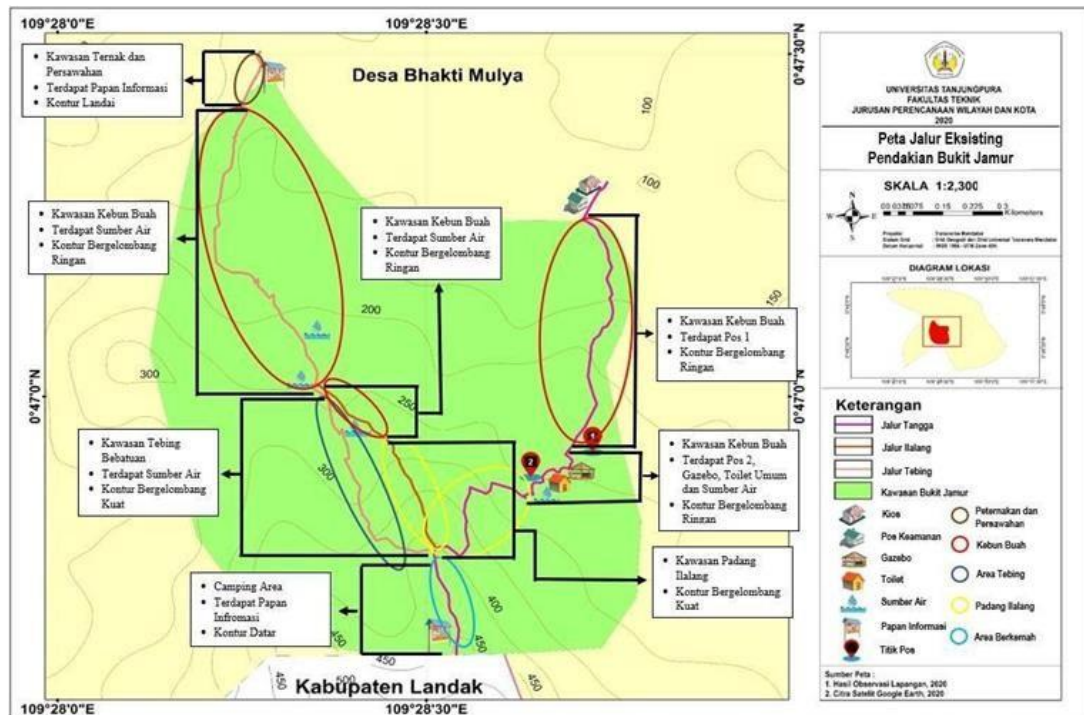 109°28'0"E
109°28'30"E
0°47'30"N
Desa Bhakti Mulya
• Kawasan Ternak dan
Persawahan
• Terdapat Papan Informasi
• Kontur Landai
100
100
• Kawasan Kebun Buah
• Terdapat Sumber Air
• Kontur Bergelombang
Ringan
• Kawasan Kebun Buah
• Terdapat Sumber Air
• Kontur Bergelombang
Ringan
150
200
• Kawasan Kebun Buah
• Terdapat Pos 1
• Kontur Bergelombang
Ringan
300
0°47'0"N
0°47'0"N
250
• Kawasan Tebing
Bebatuan
• Terdapat Sumber Air
• Kontur Bergelombang
Kuat
300
1
2
• Kawasan Kebun Buah
• Terdapat Pos 2,
Gazebo, Toilet Umum
dan Sumber Air
• Kontur Bergelombang
Ringan
• Kawasan Padang
Ilalang
• Kontur Bergelombang
Kuat
• Camping Area
• Terdapat Papan
Infromasi
• Kontur Datar
400
450
450
450
450
450
500
Kabupaten Landak
109°28'0"E
109°28'30"E
UNIVERSITAS TANJUNGPURA
FAKULTAS TEKNIK
JURUSAN PERENCANAAN WILAYAH DAN KOTA
2020
Peta Jalur Eksisting
Pendakian Bukit Jamur
SKALA 1:2,300
N
W E
S
0.15 0.225 0.3
Kilometers
DIAGRAM LOKASI
Keterangan
Jalur Tangga
Jalur Ilalang
Jalur Tebing
Kawasan Bukit Jamur
Kios
Pos Keamanan
Gazebo
Toilet
Sumber Air
Papan Informasi
Titik Pos
Peternakan dan
Persawahan
Kebun Buah
Area Tebing
Padang Ilalang
Area Berkemah
Sumber Peta :
1. Hasil Observasi Lapangan, 2020
2. Citra Satelit Google Earth, 2020